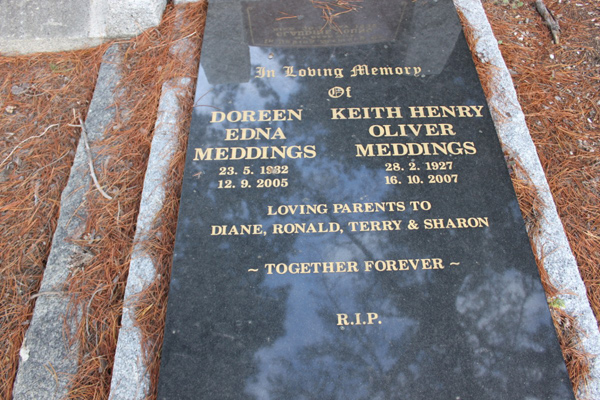 In Loving Memory
Of
DOREEN
EDNA
MEDDINGS
23. 5. 1932
12. 9. 2005
KEITH HENRY
OLIVER
MEDDINGS
28. 2. 1927
16. 10. 2007
LOVING PARENTS TO
DIANE, RONALD, TERRY & SHARON
~ TOGETHER FOREVER ~
R.I.P.